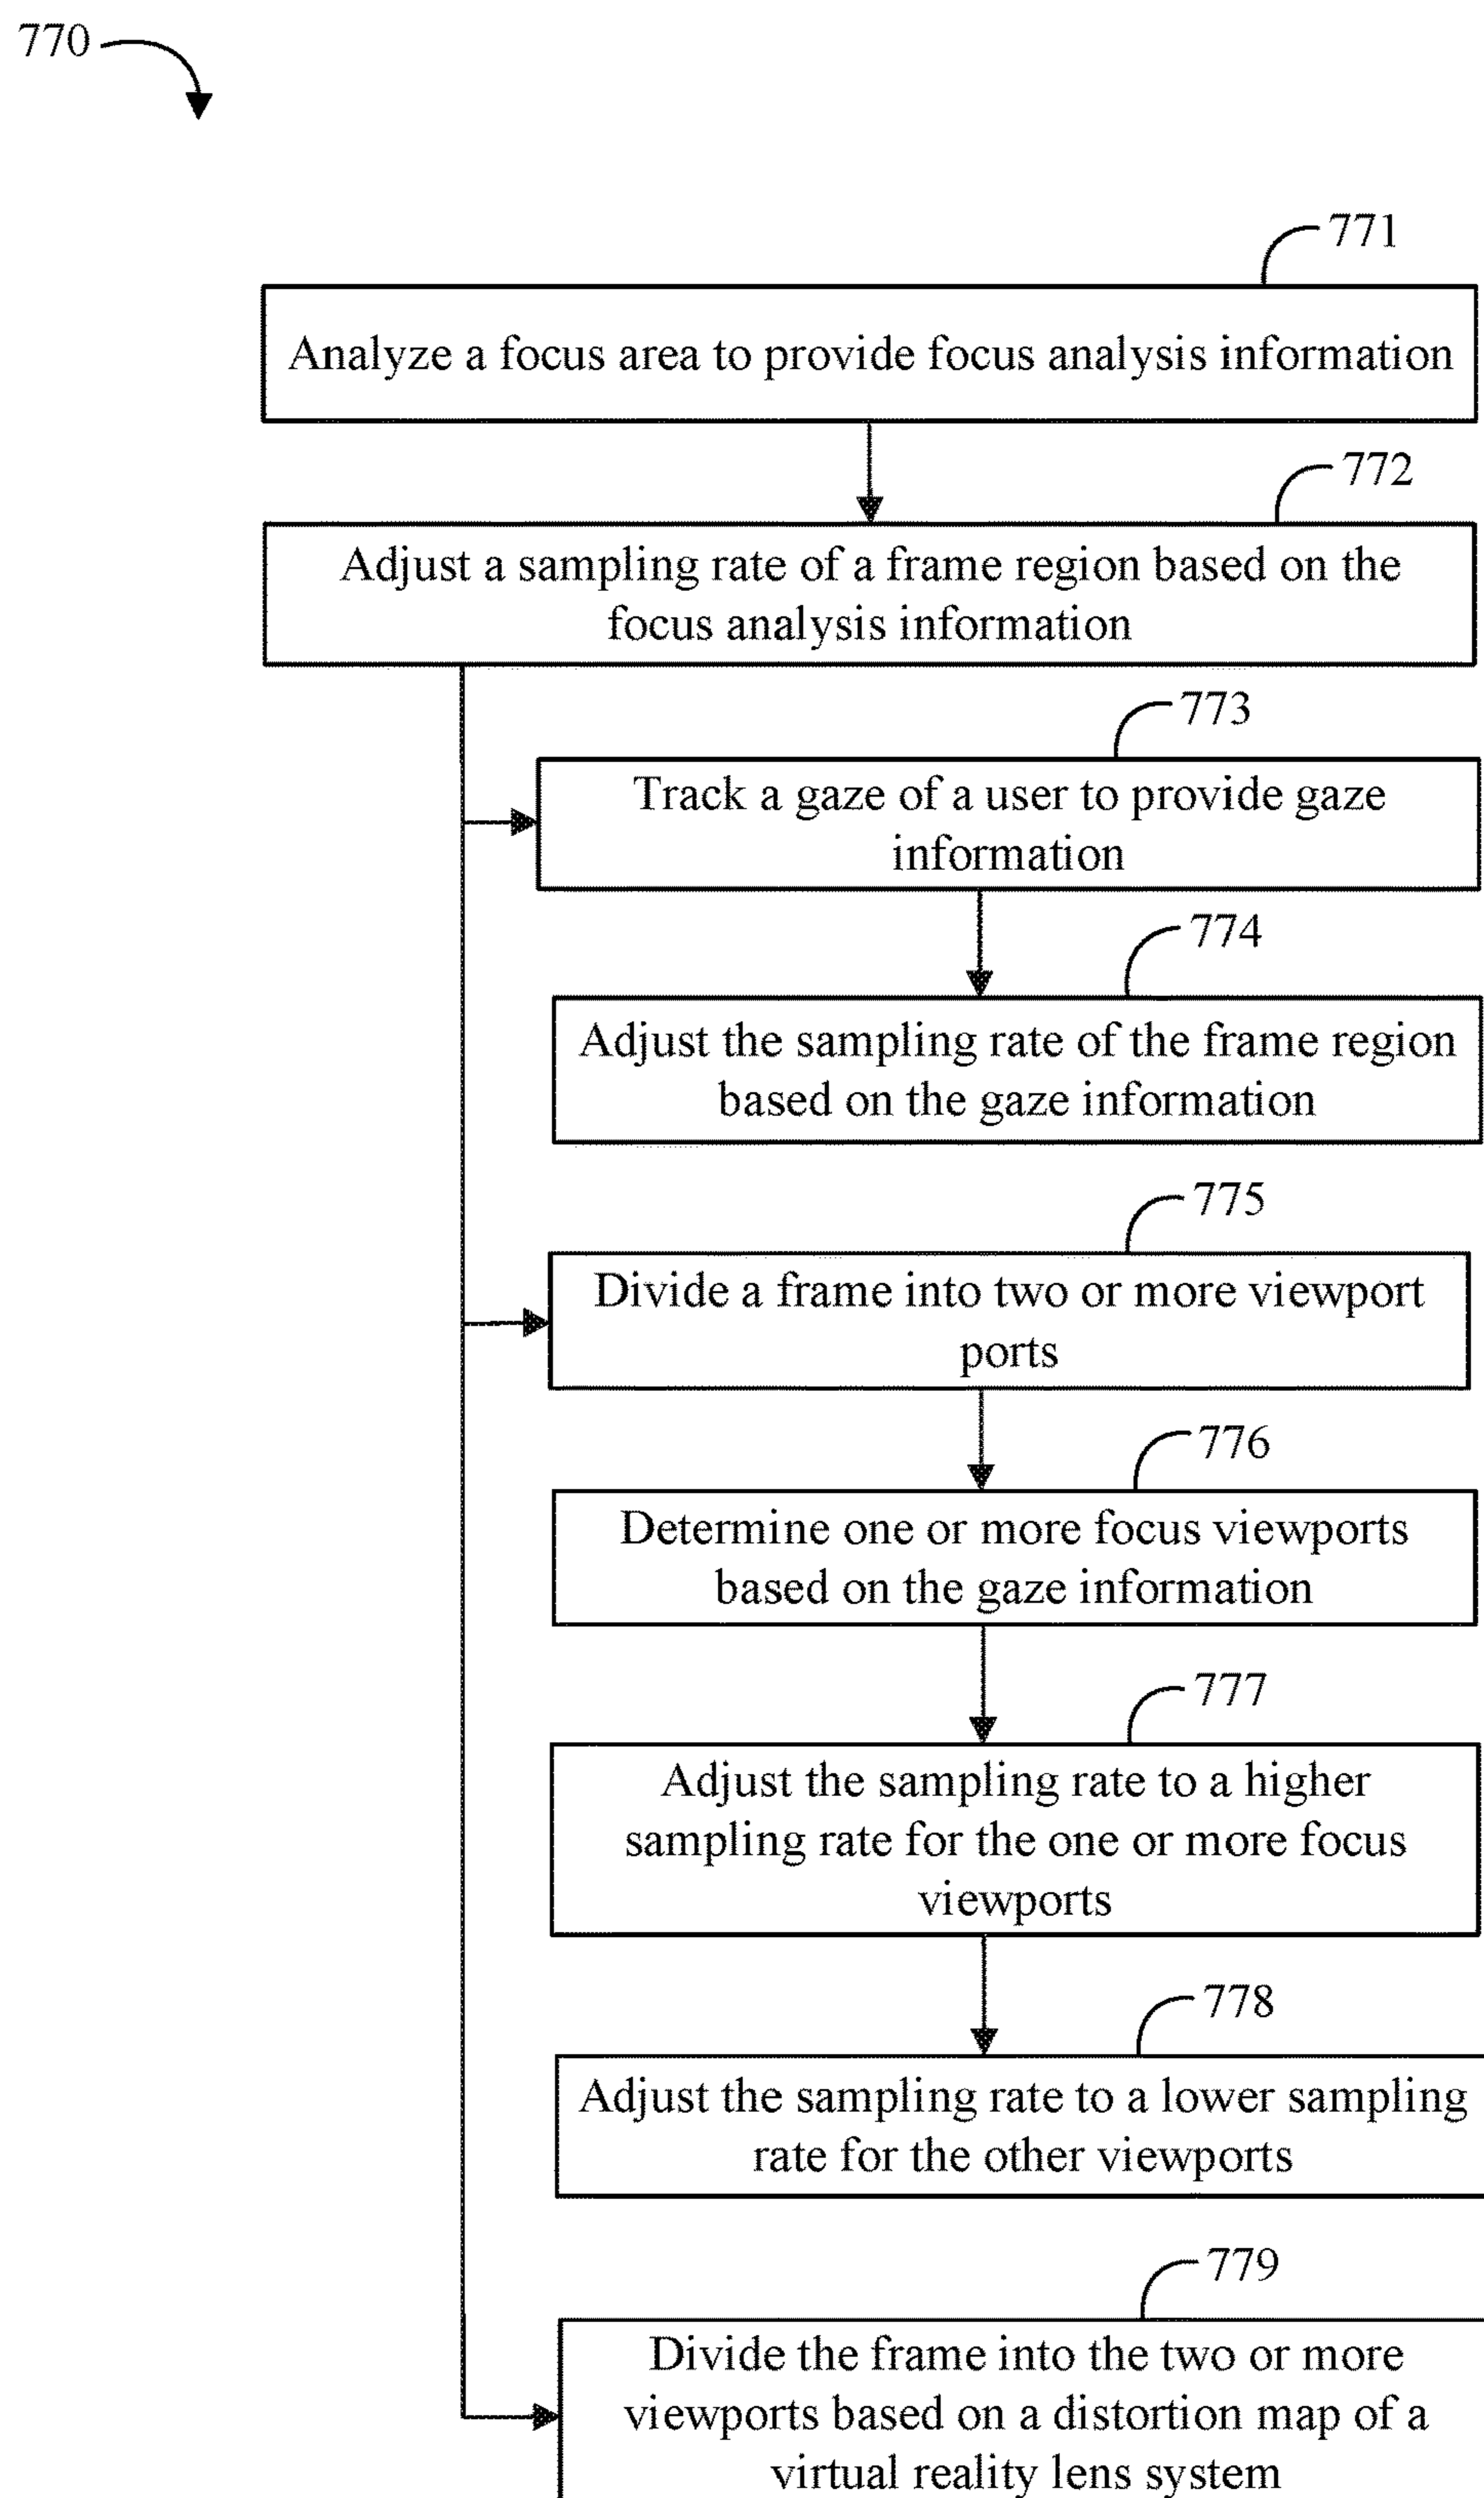 770
771
Analyze a focus area to provide focus analysis information
772
Adjust a sampling rate of a frame region based on the
focus analysis information
773
Track a gaze of a user to provide gaze
information
774
Adjust the sampling rate of the frame region
based on the gaze information
775
Divide a frame into two or more viewport
ports
776
Determine one or more focus viewports
based on the gaze information
777
Adjust the sampling rate to a higher
sampling rate for the one or more focus
viewports
778
Adjust the sampling rate to a lower sampling
rate for the other viewports
779
Divide the frame into the two or more
viewports based on a distortion map of a
virtual reality lens system